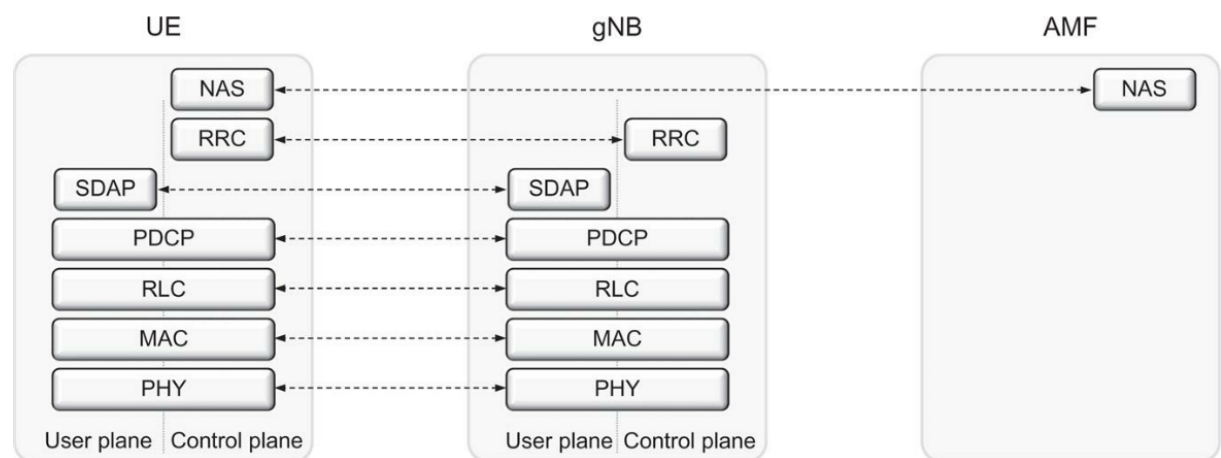 UE gNB AMF
NAS NAS
RRC RRC
SDAP SDAP
PDCP PDCP
RLC RLC
MAC MAC
PHY PHY
User plane Control plane User plane Control plane